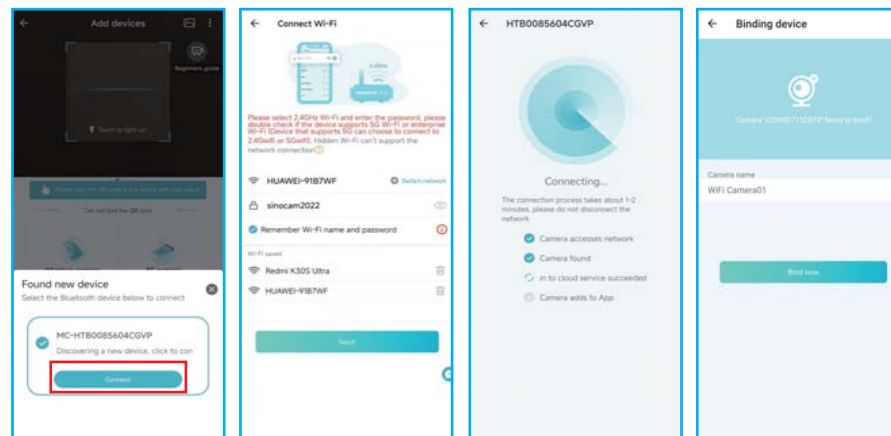 Add devices
Beginners guide
Touch to light up
Can not find the QR code
Found new device
Select the Bluetooth device below to connect
MC-HTB0085604CGVP
Discovering a new device, click to con
Connect
Connect Wi-Fi
Please select 2.4GHz Wi-Fi and enter the password, please
double check if the device supports 5G Wi-Fi or enterprise
Wi-Fi (Device that supports 5G can choose to connect to
2.4Gwifi or 5Gwifi). Hidden Wi-Fi can't support the
network connection
HUAWEI-91B7WF
Switch network
sinocam2022
Remember Wi-Fi name and password
Wi-Fi saved
Redmi K30S Ultra
HUAWEI-91B7WF
Next
HTB0085604CGVP
Connecting...
The connection process takes about 1-2
minutes, please do not disconnect the
network
Camera accesses network
Camera found
in to cloud service succeeded
Camera adds to App
Binding device
Camera name
WiFi Camera01
Bind now